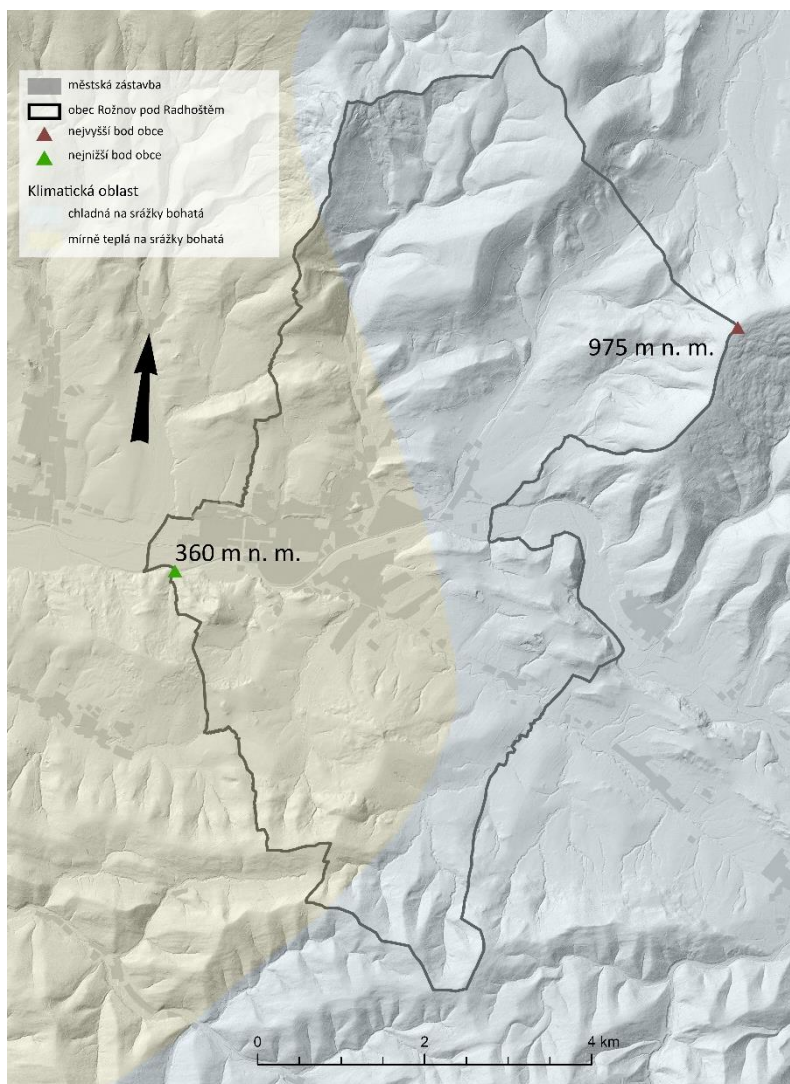 městská zástavba
obec Rožnov pod Radhoštěm
nejvyšší bod obce
nejnižší bod obce
Klimatická oblast
chladná na srážky bohatá
mírně teplá na srážky bohatá
975 m n. m.
360 m n. m.
0 2 4 km